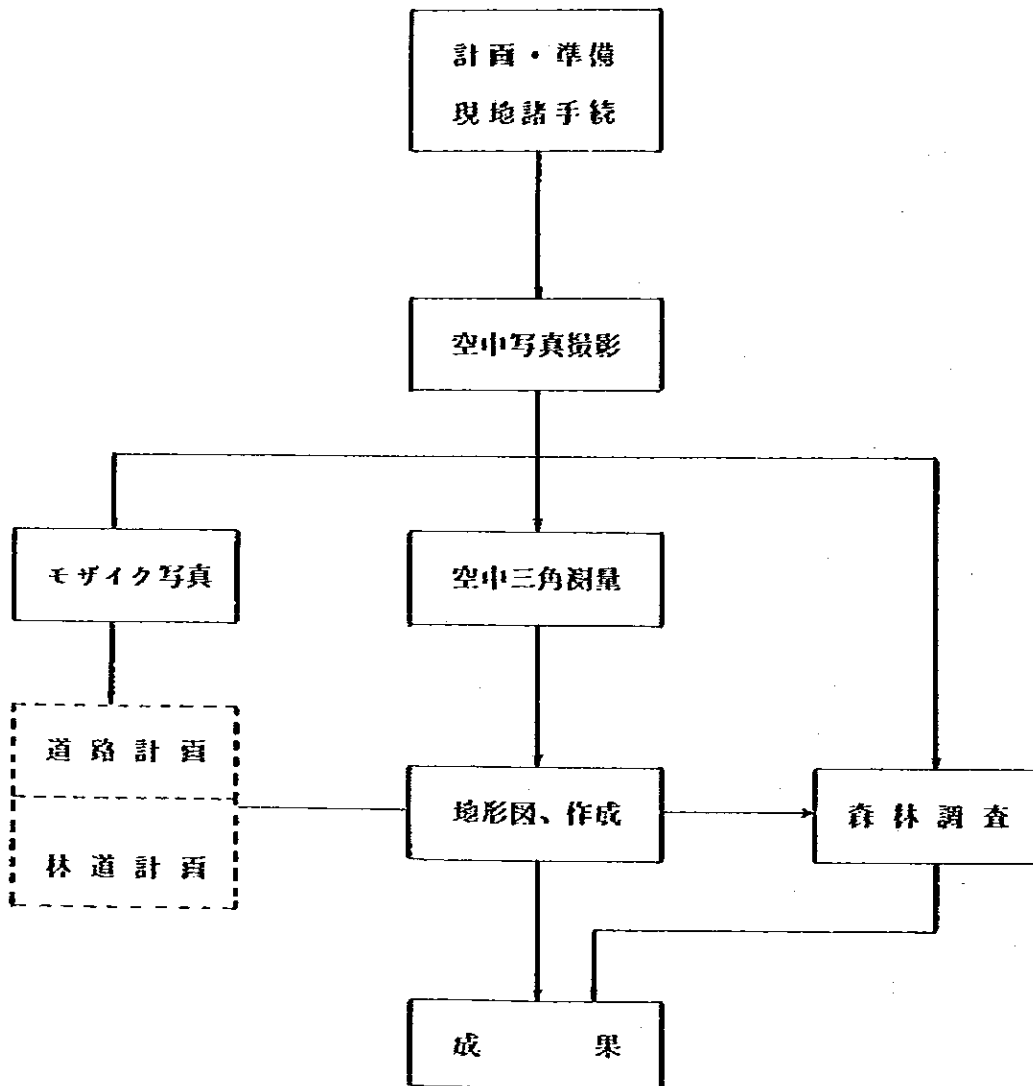 計画・準備
現地諸手続
空中写真撮影
モザイク写真
空中三角測量
道路計画
林道計画
地形図、作成
森林調査
成果